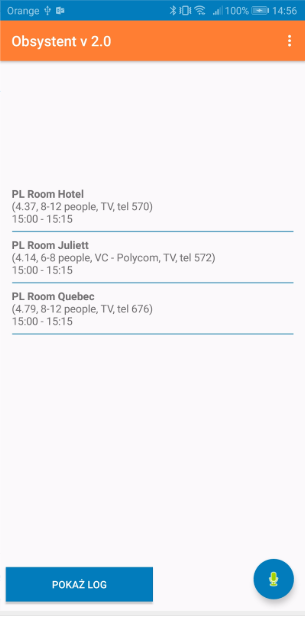 Orange 100% 14:56
Obsystent v 2.0
PL Room Hotel
(4.37, 8-12 people, TV, tel 570)
15:00 - 15:15
PL Room Juliett
(4.14, 6-8 people, VC - Polycom, TV, tel 572)
15:00 - 15:15
PL Room Quebec
(4.79, 8-12 people, TV, tel 676)
15:00 - 15:15
POKAŻ LOG